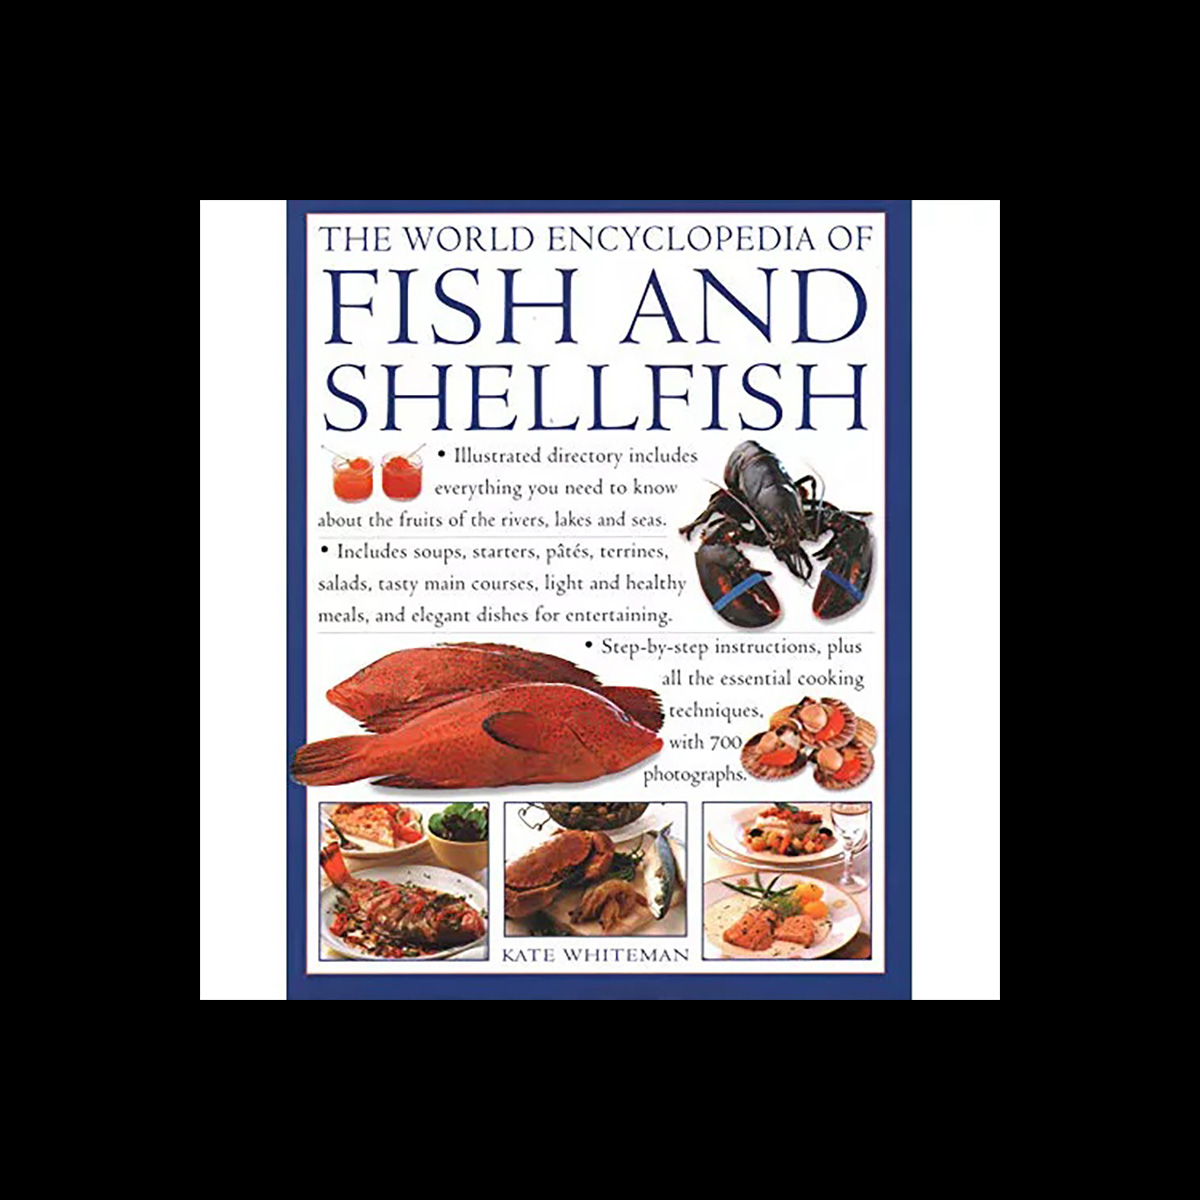 THE WORLD ENCYCLOPEDIA OF
FISH AND
SHELLFISH
• Illustrated directory includes
everything you need to know
about the fruits of the rivers, lakes and seas.
• Includes soups, starters, pâtés, terrines,
salads, tasty main courses, light and healthy
meals, and elegant dishes for entertaining.
• Step-by-step instructions, plus
all the essential cooking
techniques,
with 700
photographs.
KATE WHITEMAN